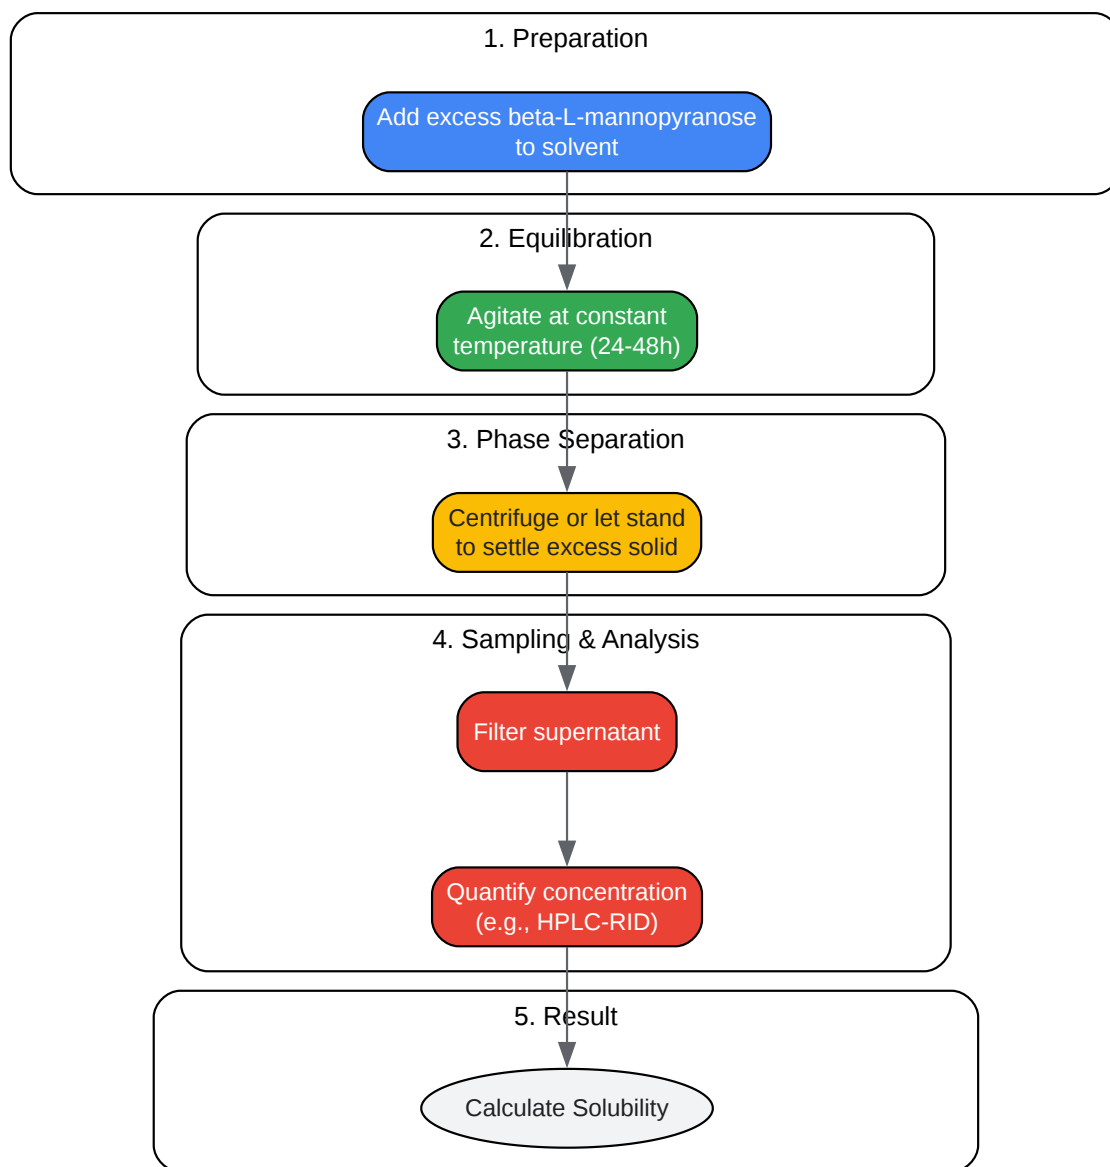 1. Preparation
Add excess beta-L-mannopyranose
to solvent
2. Equilibration
Agitate at constant
temperature (24-48h)
3. Phase Separation
Centrifuge or let stand
to settle excess solid
4. Sampling & Analysis
Filter supernatant
Quantify concentration
(e.g., HPLC-RID)
5. Result
Calculate Solubility